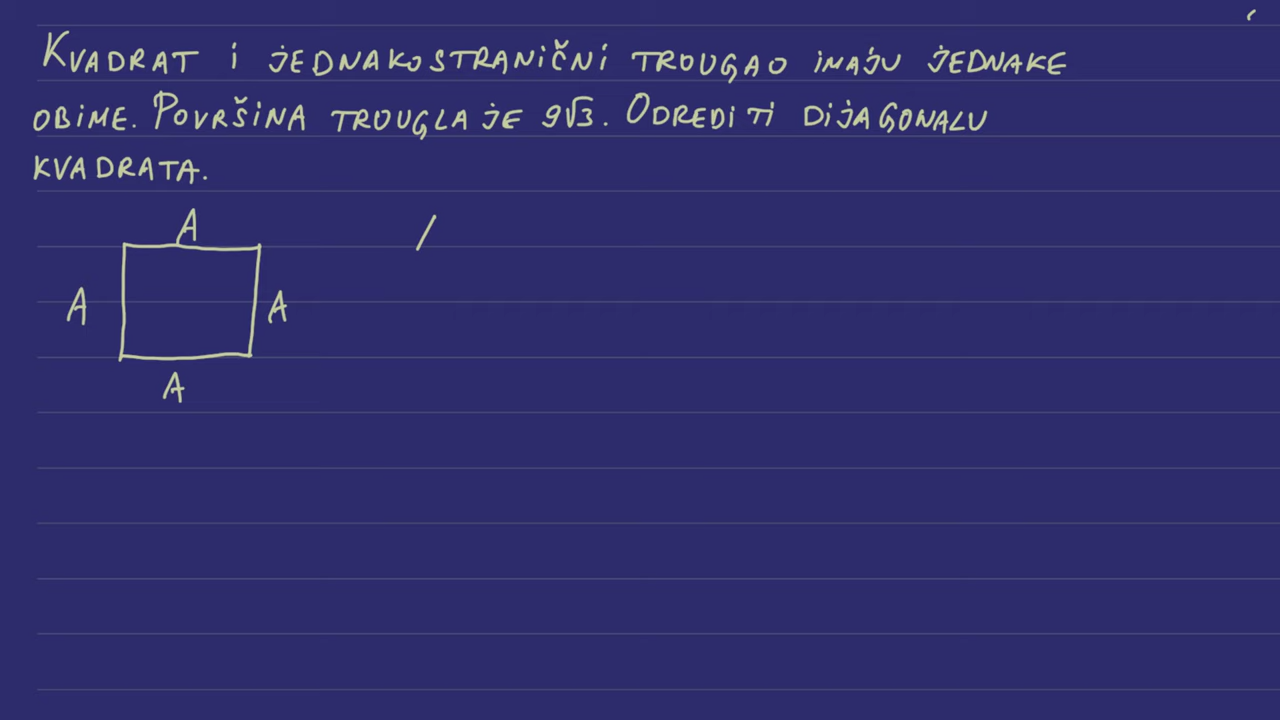 KVADRAT i JEDNAKOSTRANiČNi TROUGAO iMAJU JEDNAKE
OBiME. POVRŠiNA TROUGLA JE 9√3. ODREDiTi DiJAGONALU
KVADRATA.
A
A A
A